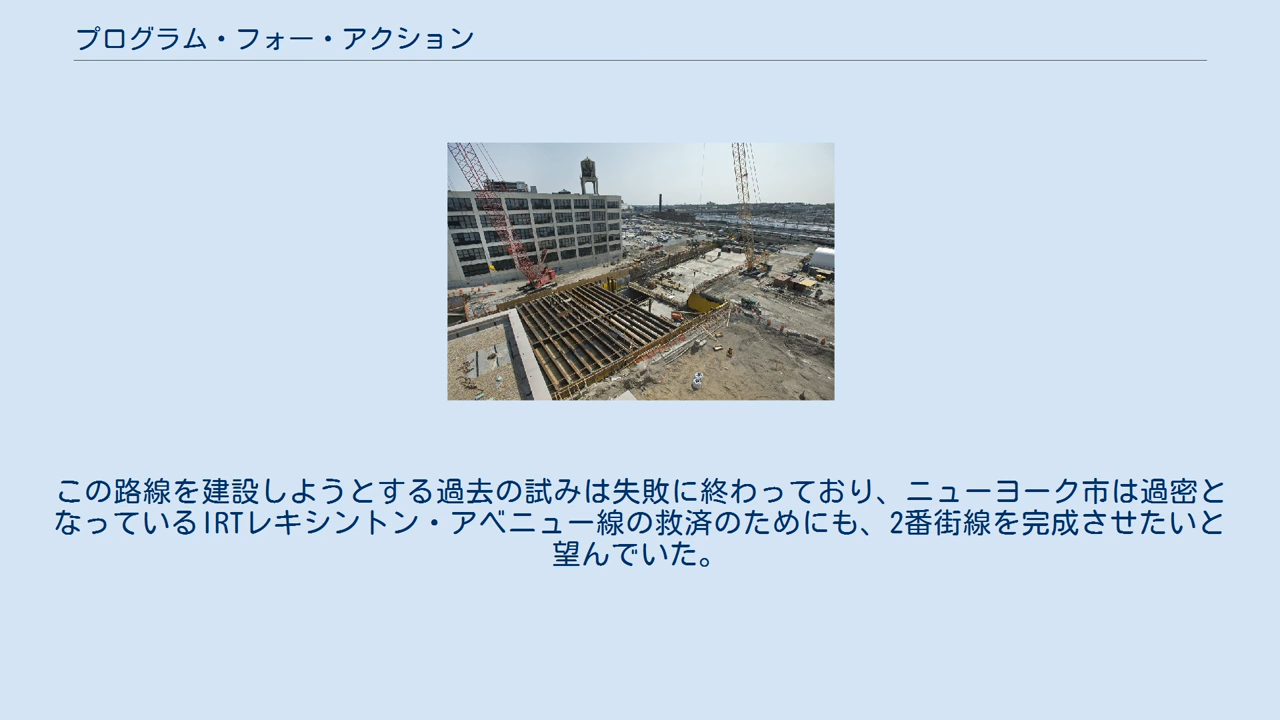 プログラム・フォー・アクション
この路線を建設しようとする過去の試みは失敗に終わっており、ニューヨーク市は過密と
なっているIRTレキシントン・アベニュー線の救済のためにも、2番街線を完成させたいと
望んでいた。